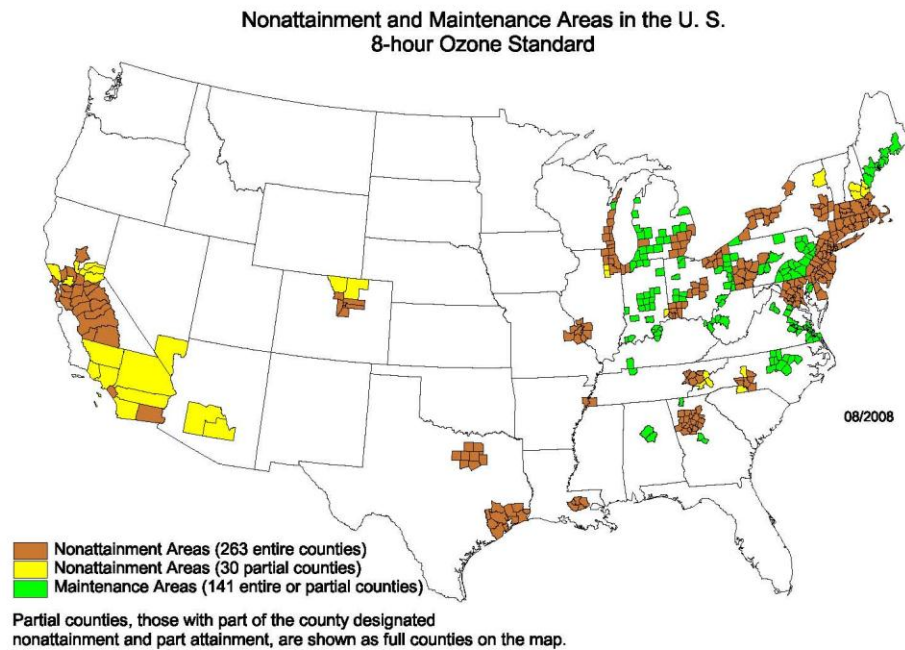 Nonattainment and Maintenance Areas in the U. S.
8-hour Ozone Standard
08/2008
Nonattainment Areas (263 entire counties)
Nonattainment Areas (30 partial counties)
Maintenance Areas (141 entire or partial counties)
Partial counties, those with part of the county designated
nonattainment and part attainment, are shown as full counties on the map.